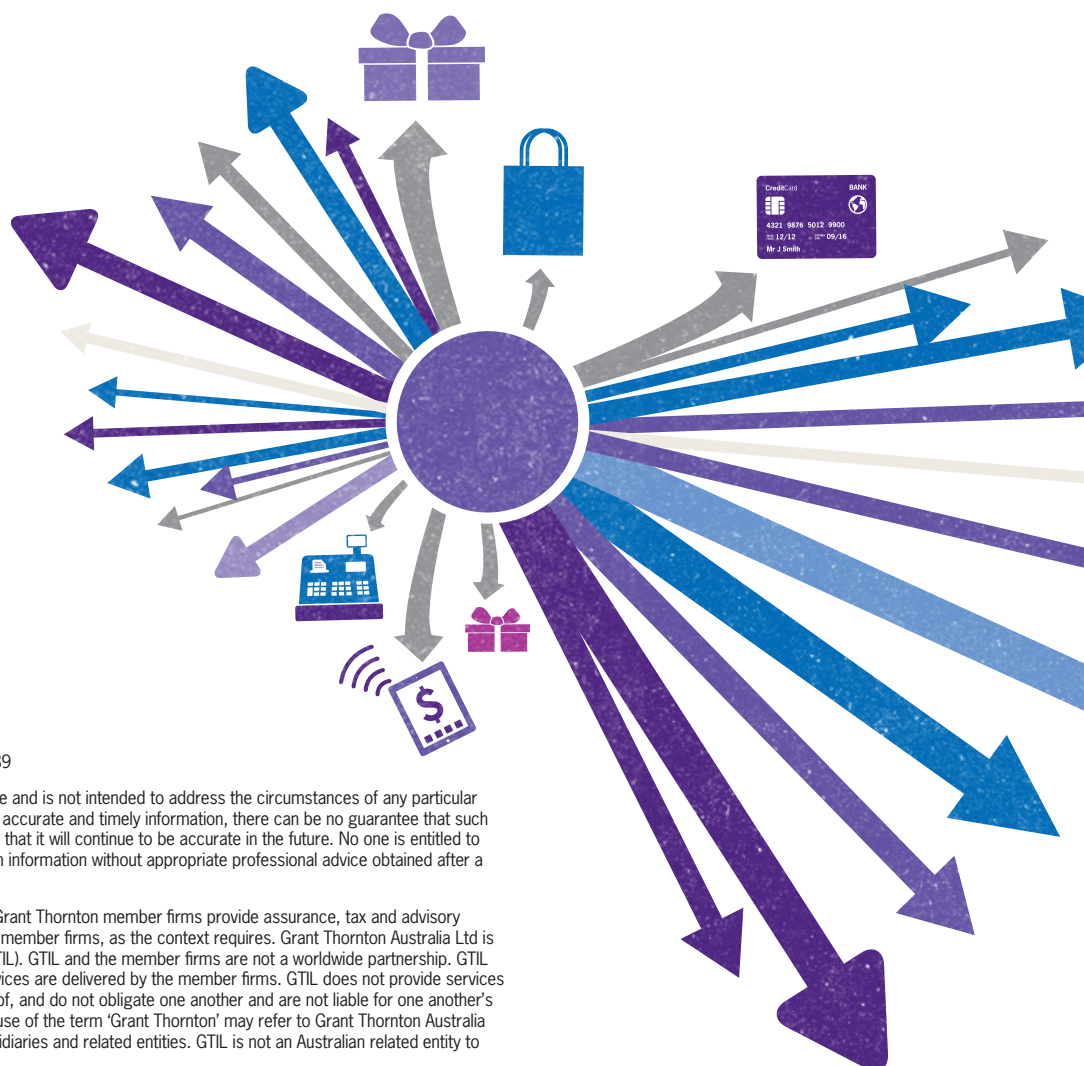 CreditCard BANK
4321 9876 5012 9900
12/12 09/16
Mr J Smith
$
39
e and is not intended to address the circumstances of any particular
accurate and timely information, there can be no guarantee that such
that it will continue to be accurate in the future. No one is entitled to
n information without appropriate professional advice obtained after a
Grant Thornton member firms provide assurance, tax and advisory
member firms, as the context requires. Grant Thornton Australia Ltd is
TIL). GTIL and the member firms are not a worldwide partnership. GTIL
vices are delivered by the member firms. GTIL does not provide services
of, and do not obligate one another and are not liable for one another's
use of the term ‘Grant Thornton’ may refer to Grant Thornton Australia
idiaries and related entities. GTIL is not an Australian related entity to